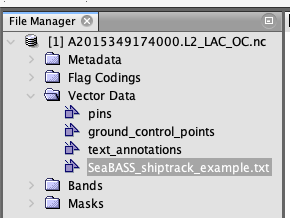 File Manager
[1] A2015349174000.L2_LAC_OC.nc
Metadata
Flag Codings
Vector Data
pins
ground_control_points
text_annotations
SeaBASS_shiptrack_example.txt
Bands
Masks